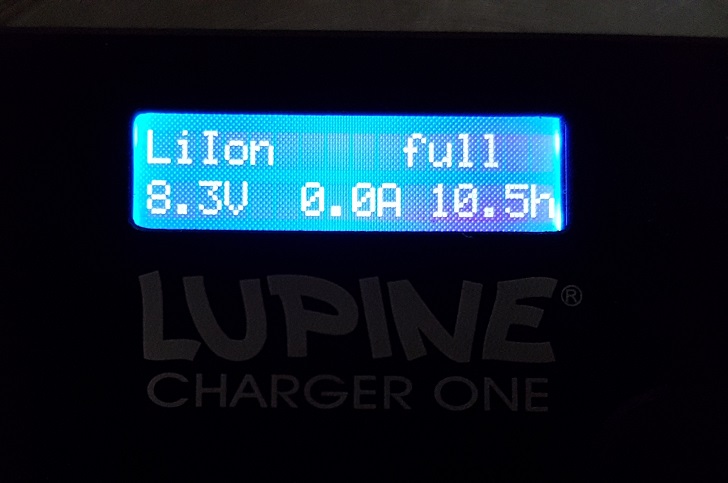 LiIon full
8.3V 0.0A 10.5h
LUPINE®
CHARGER ONE